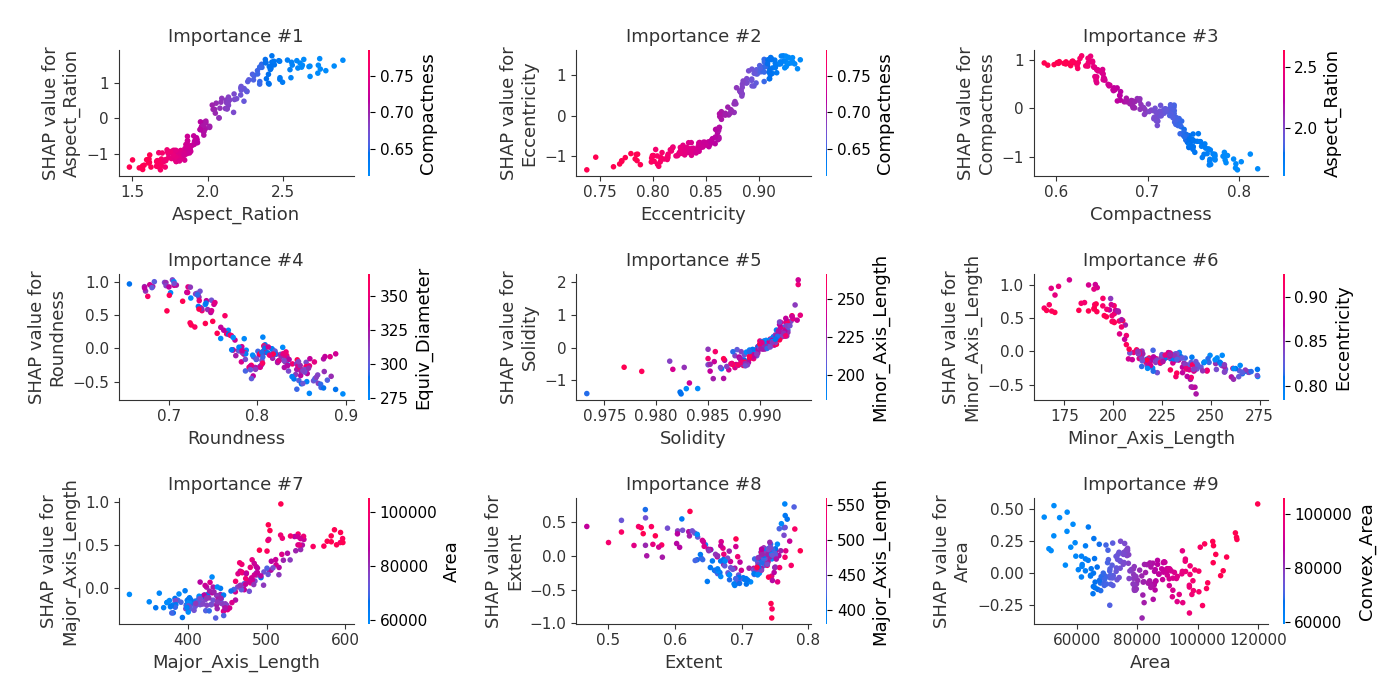 Importance #1
Importance #2
Importance #3
SHAP value for
Aspect_Ration
1
0
−1
1.5
2.0
2.5
Aspect_Ration
0.75
0.70
0.65
Compactness
SHAP value for
Eccentricity
1
0
−1
0.75
0.80
0.85
0.90
Eccentricity
0.75
0.70
0.65
Compactness
SHAP value for
Compactness
1
0
−1
0.6
0.7
0.8
Compactness
2.5
2.0
Aspect_Ration
Importance #4
Importance #5
Importance #6
SHAP value for
Roundness
1.0
0.5
0.0
−0.5
0.7
0.8
0.9
Roundness
350
325
300
275
Equiv_Diameter
SHAP value for
Solidity
2
1
0
−1
0.975
0.980
0.985
0.990
Solidity
250
225
200
Minor_Axis_Length
SHAP value for
Minor_Axis_Length
1.0
0.5
0.0
−0.5
175
200
225
250
275
Minor_Axis_Length
0.90
0.85
0.80
Eccentricity
Importance #7
Importance #8
Importance #9
SHAP value for
Major_Axis_Length
1.0
0.5
0.0
400
500
600
Major_Axis_Length
100000
80000
60000
Area
SHAP value for
Extent
0.5
0.0
−0.5
−1.0
0.5
0.6
0.7
0.8
Extent
550
500
450
400
Major_Axis_Length
SHAP value for
Area
0.50
0.25
0.00
−0.25
60000
80000
100000
120000
Area
100000
80000
60000
Convex_Area